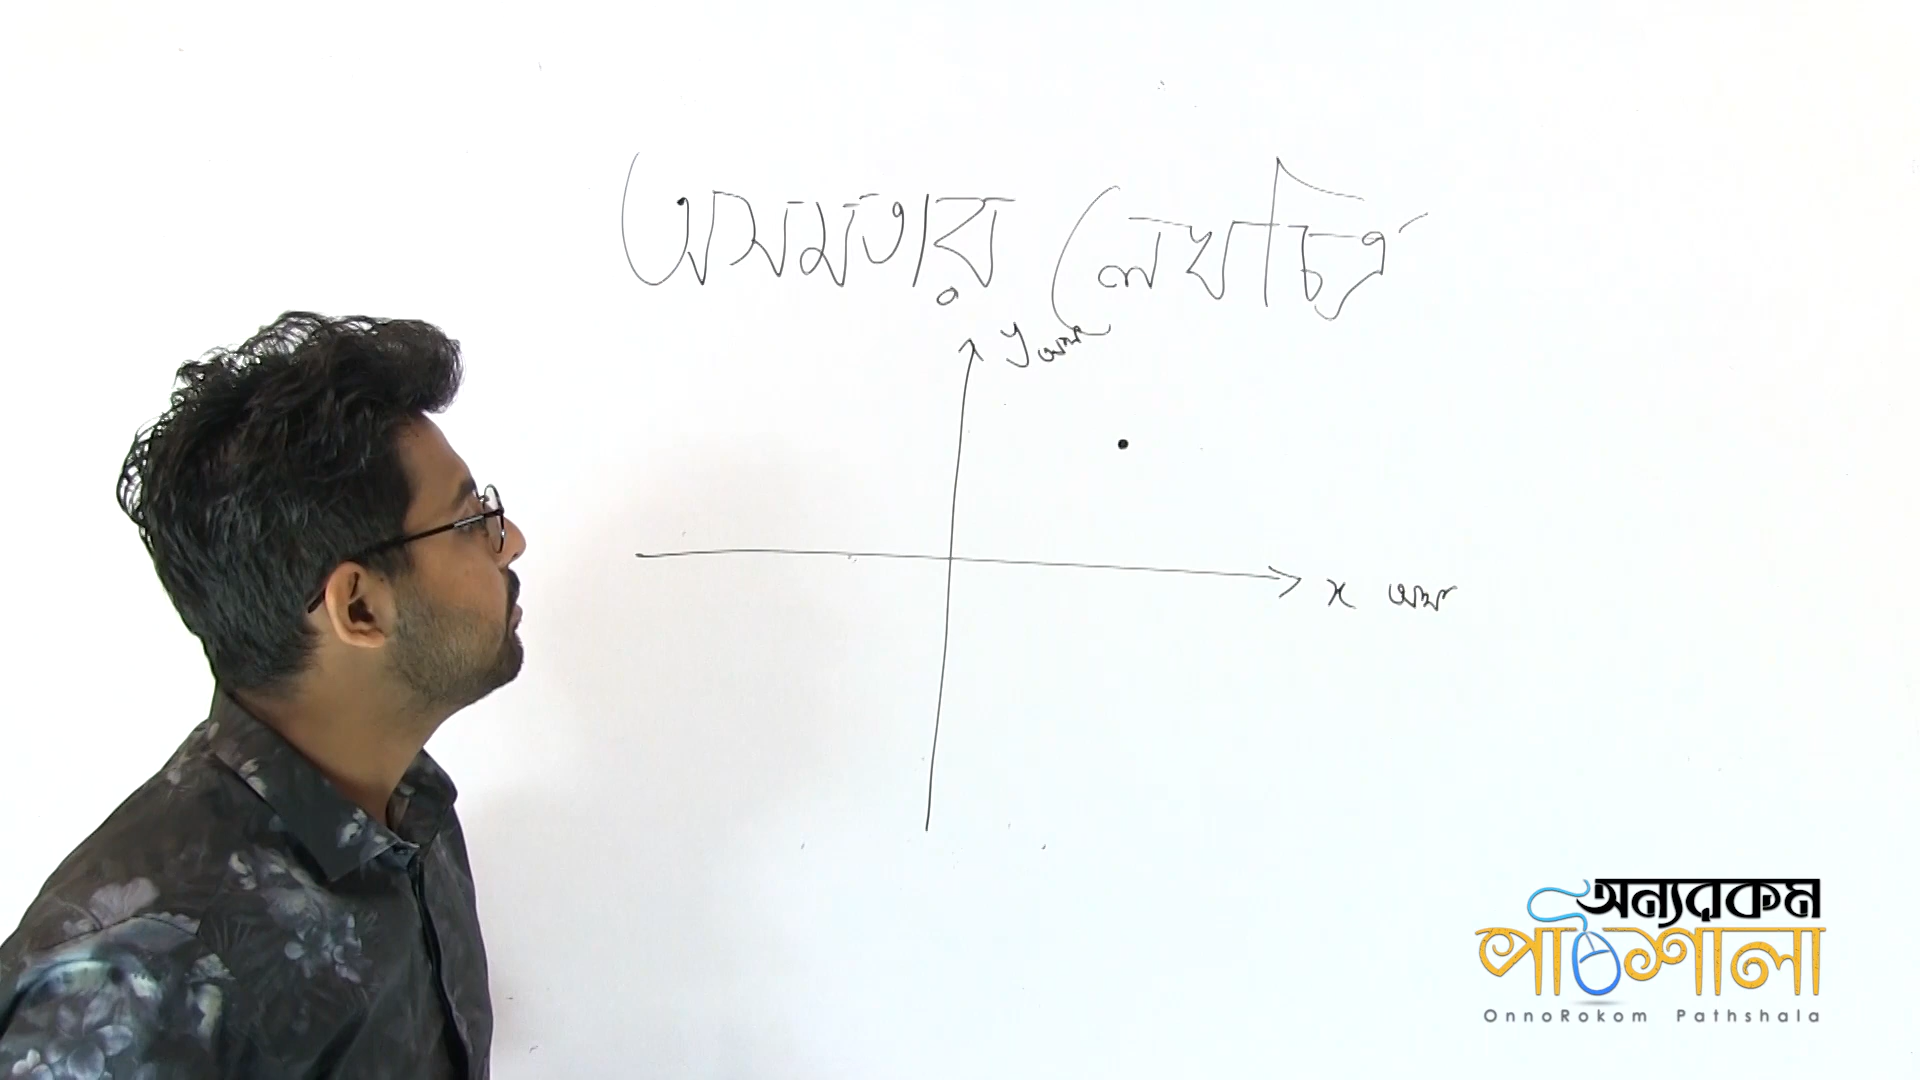 অসমতার লেখচিত্র
y অক্ষ
x অক্ষ
অন্যরকম
পাঠশালা
OnnoRokom Pathshala